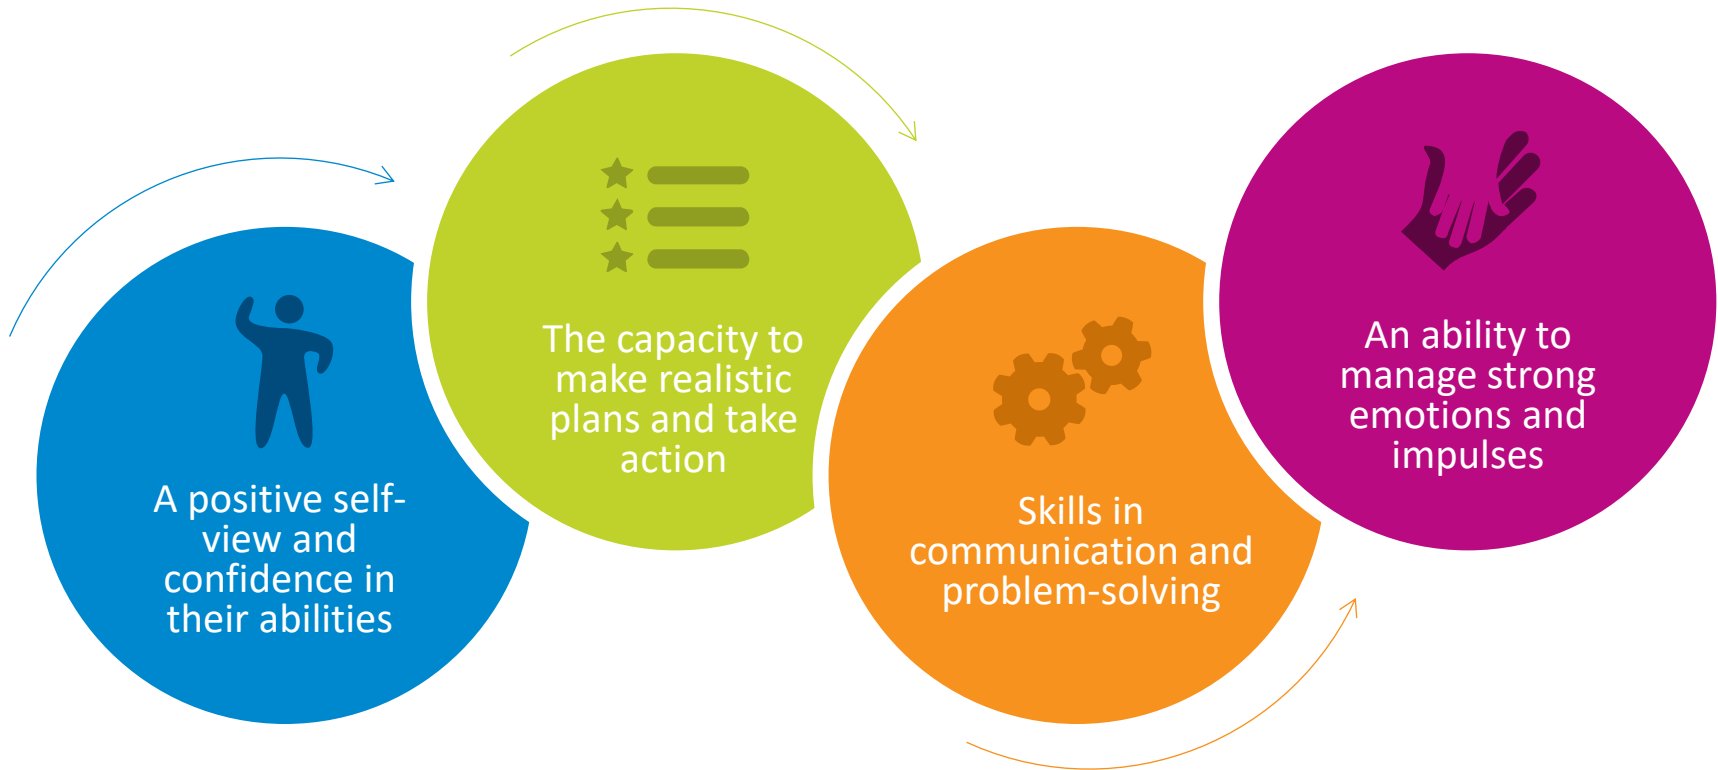 A positive self-
view and
confidence in
their abilities
The capacity to
make realistic
plans and take
action
Skills in
communication and
problem-solving
An ability to
manage strong
emotions and
impulses